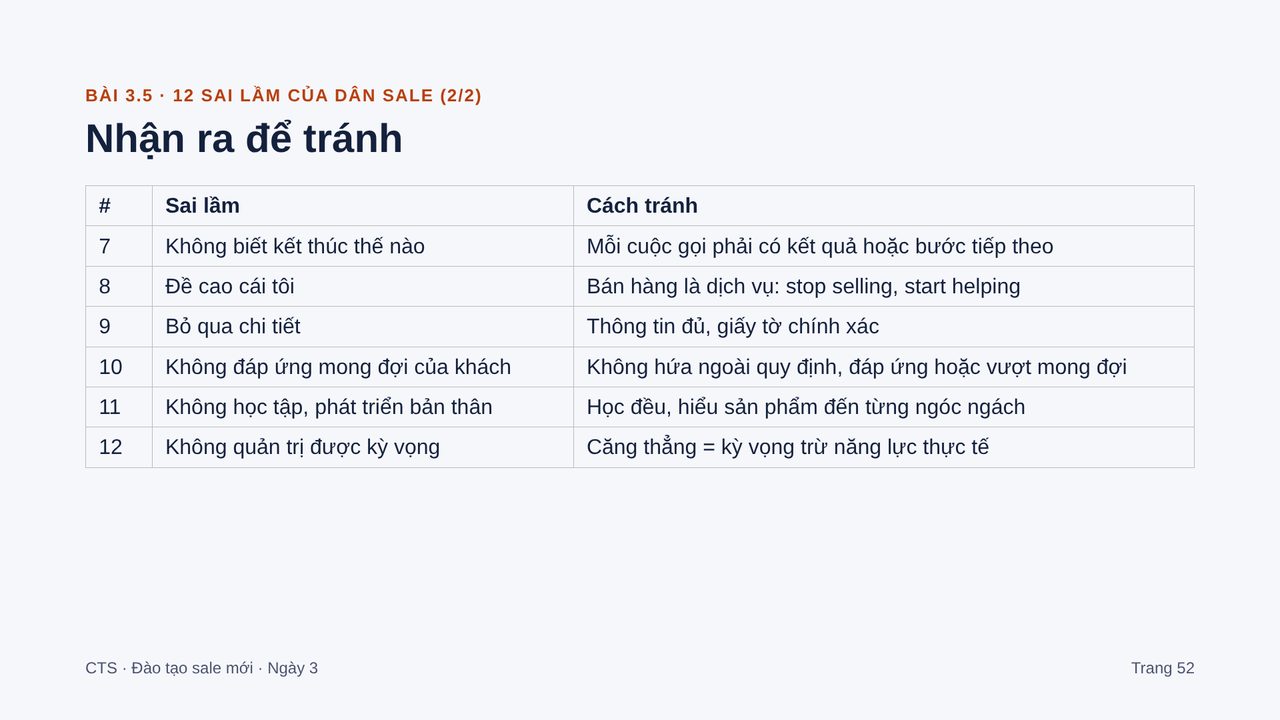 BÀI 3.5 · 12 SAI LẦM CỦA DÂN SALE (2/2)
Nhận ra để tránh
# Sai lầm Cách tránh
7 Không biết kết thúc thế nào Mỗi cuộc gọi phải có kết quả hoặc bước tiếp theo
8 Đề cao cái tôi Bán hàng là dịch vụ: stop selling, start helping
9 Bỏ qua chi tiết Thông tin đủ, giấy tờ chính xác
10 Không đáp ứng mong đợi của khách Không hứa ngoài quy định, đáp ứng hoặc vượt mong đợi
11 Không học tập, phát triển bản thân Học đều, hiểu sản phẩm đến từng ngóc ngách
12 Không quản trị được kỳ vọng Căng thẳng = kỳ vọng trừ năng lực thực tế
CTS · Đào tạo sale mới · Ngày 3 Trang 52